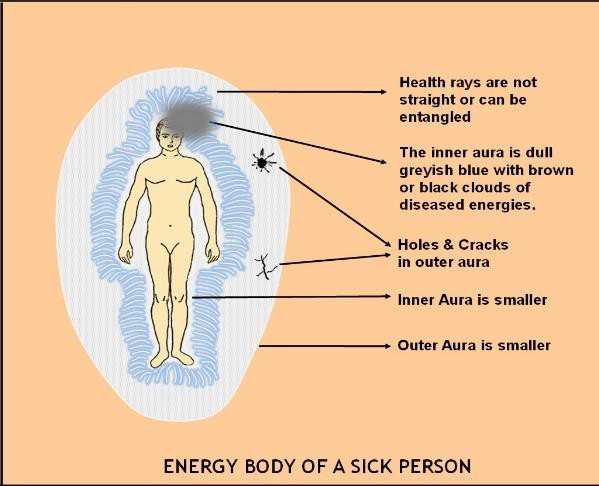 Health rays are not
straight or can be
entangled
The inner aura is dull
greyish blue with brown
or black clouds of
diseased energies.
Holes & Cracks
in outer aura
Inner Aura is smaller
Outer Aura is smaller
ENERGY BODY OF A SICK PERSON